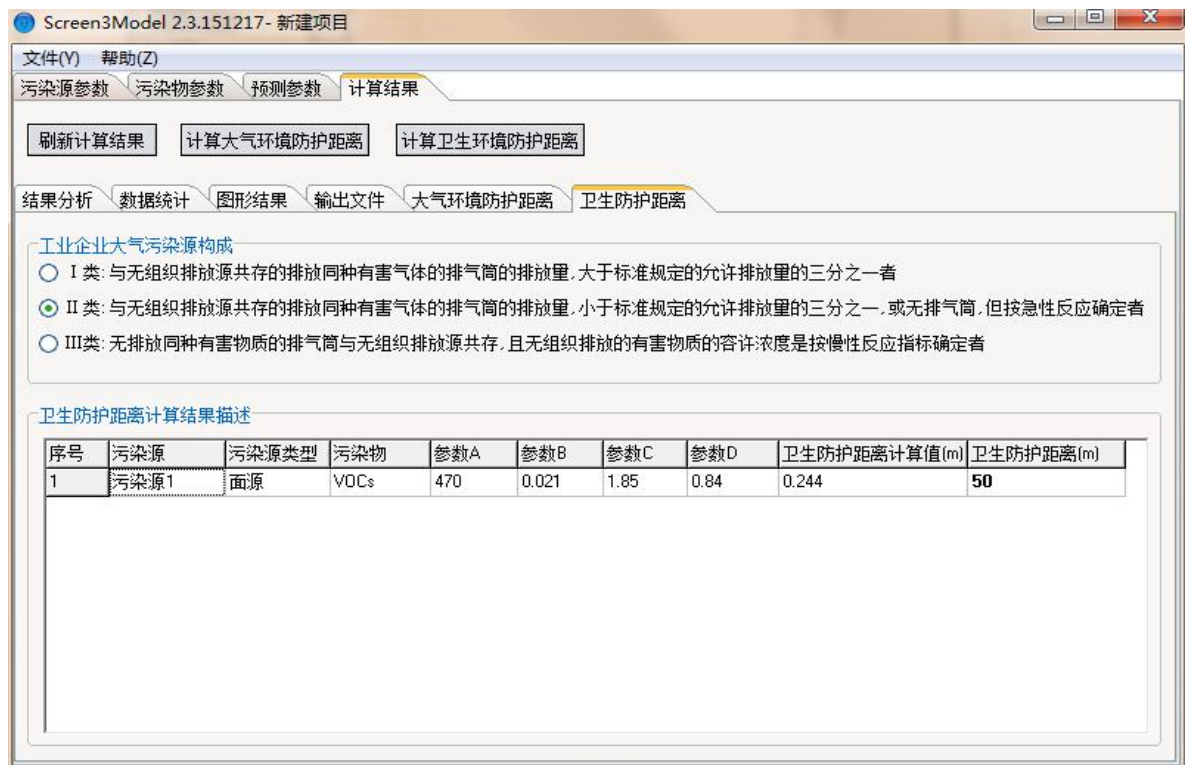 Screen3Model 2.3.151217- 新建项目
文件(Y) 帮助(Z)
污染源参数 污染物参数 预测参数 计算结果
刷新计算结果 计算大气环境防护距离 计算卫生环境防护距离
结果分析 数据统计 图形结果 输出文件 大气环境防护距离 卫生防护距离
工业企业大气污染源构成
I 类:与无组织排放源共存的排放同种有害气体的排气筒的排放量,大于标准规定的允许排放量的三分之一者
II 类:与无组织排放源共存的排放同种有害气体的排气筒的排放量,小于标准规定的允许排放量的三分之一,或无排气筒,但按急性反应确定者
III类:无排放同种有害物质的排气筒与无组织排放源共存,且无组织排放的有害物质的容许浓度是按慢性反应指标确定者
卫生防护距离计算结果描述
序号 污染源 污染源类型 污染物 参数A 参数B 参数C 参数D 卫生防护距离计算值(m) 卫生防护距离(m)
1 污染源1 面源 VOCs 470 0.021 1.85 0.84 0.244 50